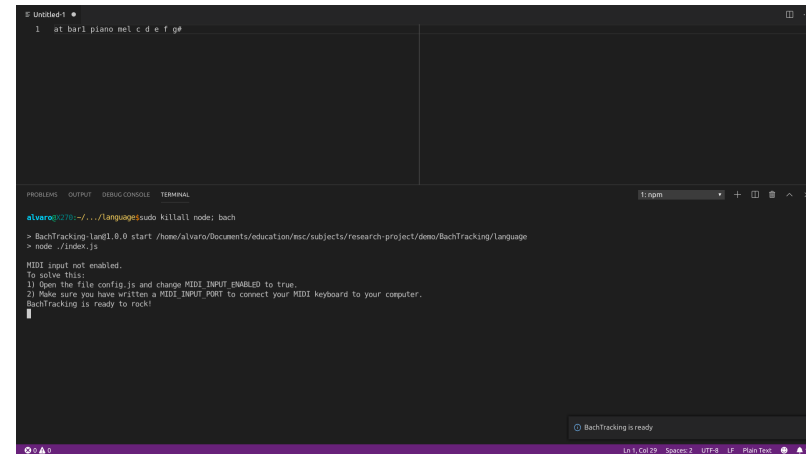 Untitled-1
1 at bar1 piano mel c d e f g#
PROBLEMS OUTPUT DEBUG CONSOLE TERMINAL 1: npm
alvaro@X270:~/.../language$sudo killall node; bach
> BachTracking-lan@1.0.0 start /home/alvaro/Documents/education/msc/subjects/research-project/demo/BachTracking/language
> node ./index.js
MIDI input not enabled.
To solve this:
1) Open the file config.js and change MIDI_INPUT_ENABLED to true.
2) Make sure you have written a MIDI_INPUT_PORT to connect your MIDI keyboard to your computer.
BachTracking is ready to rock!
BachTracking is ready
0 0 Ln 1, Col 29 Spaces: 2 UTF-8 LF Plain Text